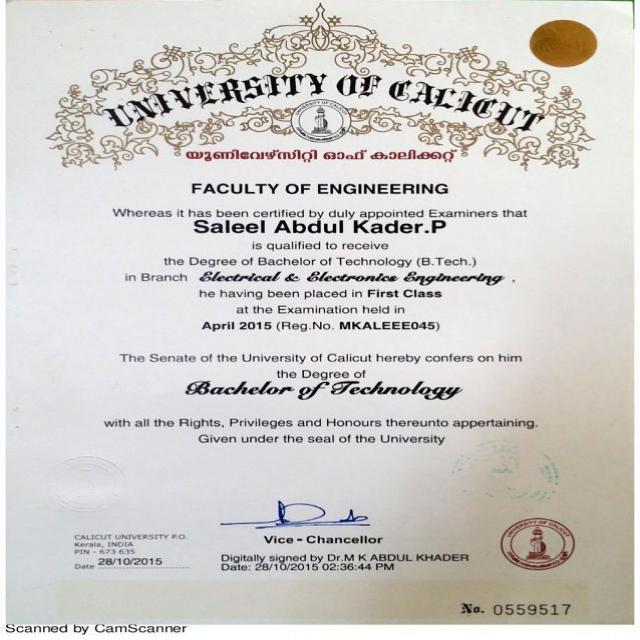 UNIVERSITY OF CALICUT
UNIVERSITY OF CALICUT
യൂണിവേഴ്സിറ്റി ഓഫ് കാലിക്കറ്റ്
FACULTY OF ENGINEERING
Whereas it has been certified by duly appointed Examiners that
Saleel Abdul Kader.P
is qualified to receive
the Degree of Bachelor of Technology (B.Tech.)
in Branch Electrical & Electronics Engineering ,
he having been placed in First Class
at the Examination held in
April 2015 (Reg.No. MKALEEE045)
The Senate of the University of Calicut hereby confers on him
the Degree of
Bachelor of Technology
with all the Rights, Privileges and Honours thereunto appertaining.
Given under the seal of the University
CALICUT UNIVERSITY P.O.
Kerala, INDIA
PIN - 673 635
Date 28/10/2015
Vice - Chancellor
Digitally signed by Dr.M K ABDUL KHADER
Date: 28/10/2015 02:36:44 PM
UNIVERSITY OF CALICUT
No. 0559517
Scanned by CamScanner